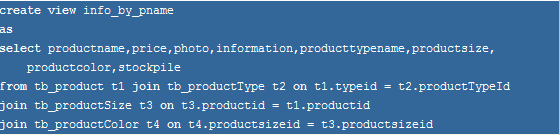 create view info_by_pname
as
select productname,price,photo,information,producttypename,productsize,
productcolor,stockpile
from tb_product t1 join tb_productType t2 on t1.typeid = t2.productTypeId
join tb_productSize t3 on t3.productid = t1.productid
join tb_productColor t4 on t4.productsizeid = t3.productsizeid